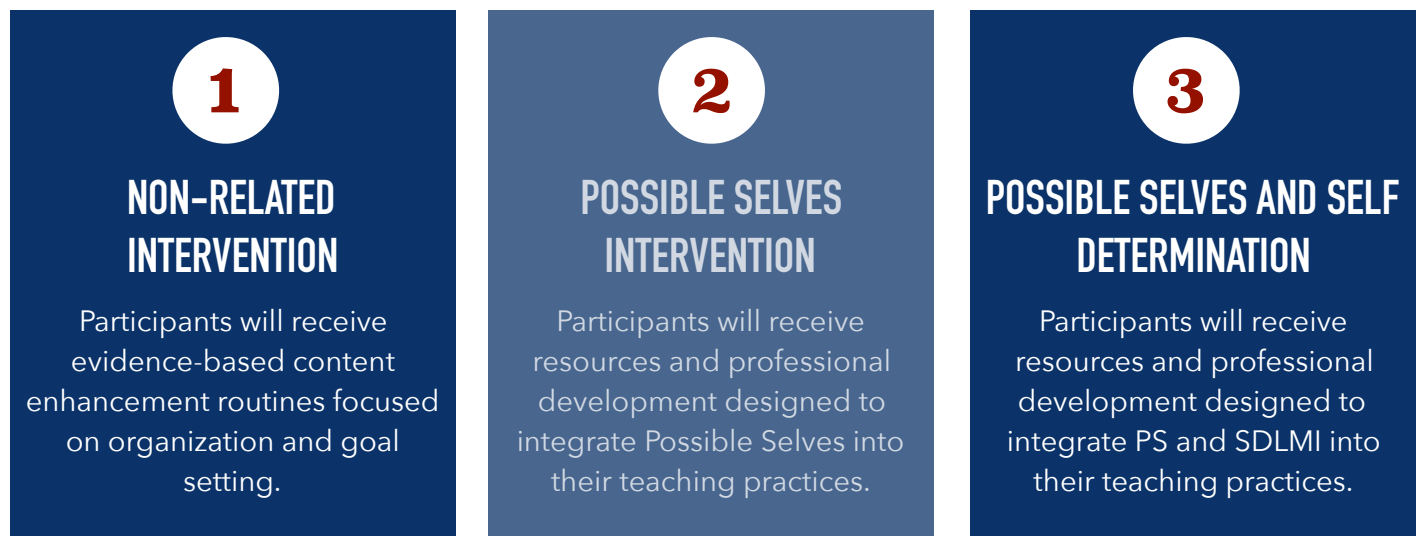 1
NON-RELATED
INTERVENTION
Participants will receive
evidence-based content
enhancement routines focused
on organization and goal
setting.
2
POSSIBLE SELVES
INTERVENTION
Participants will receive
resources and professional
development designed to
integrate Possible Selves into
their teaching practices.
3
POSSIBLE SELVES AND SELF
DETERMINATION
Participants will receive
resources and professional
development designed to
integrate PS and SDLMI into
their teaching practices.